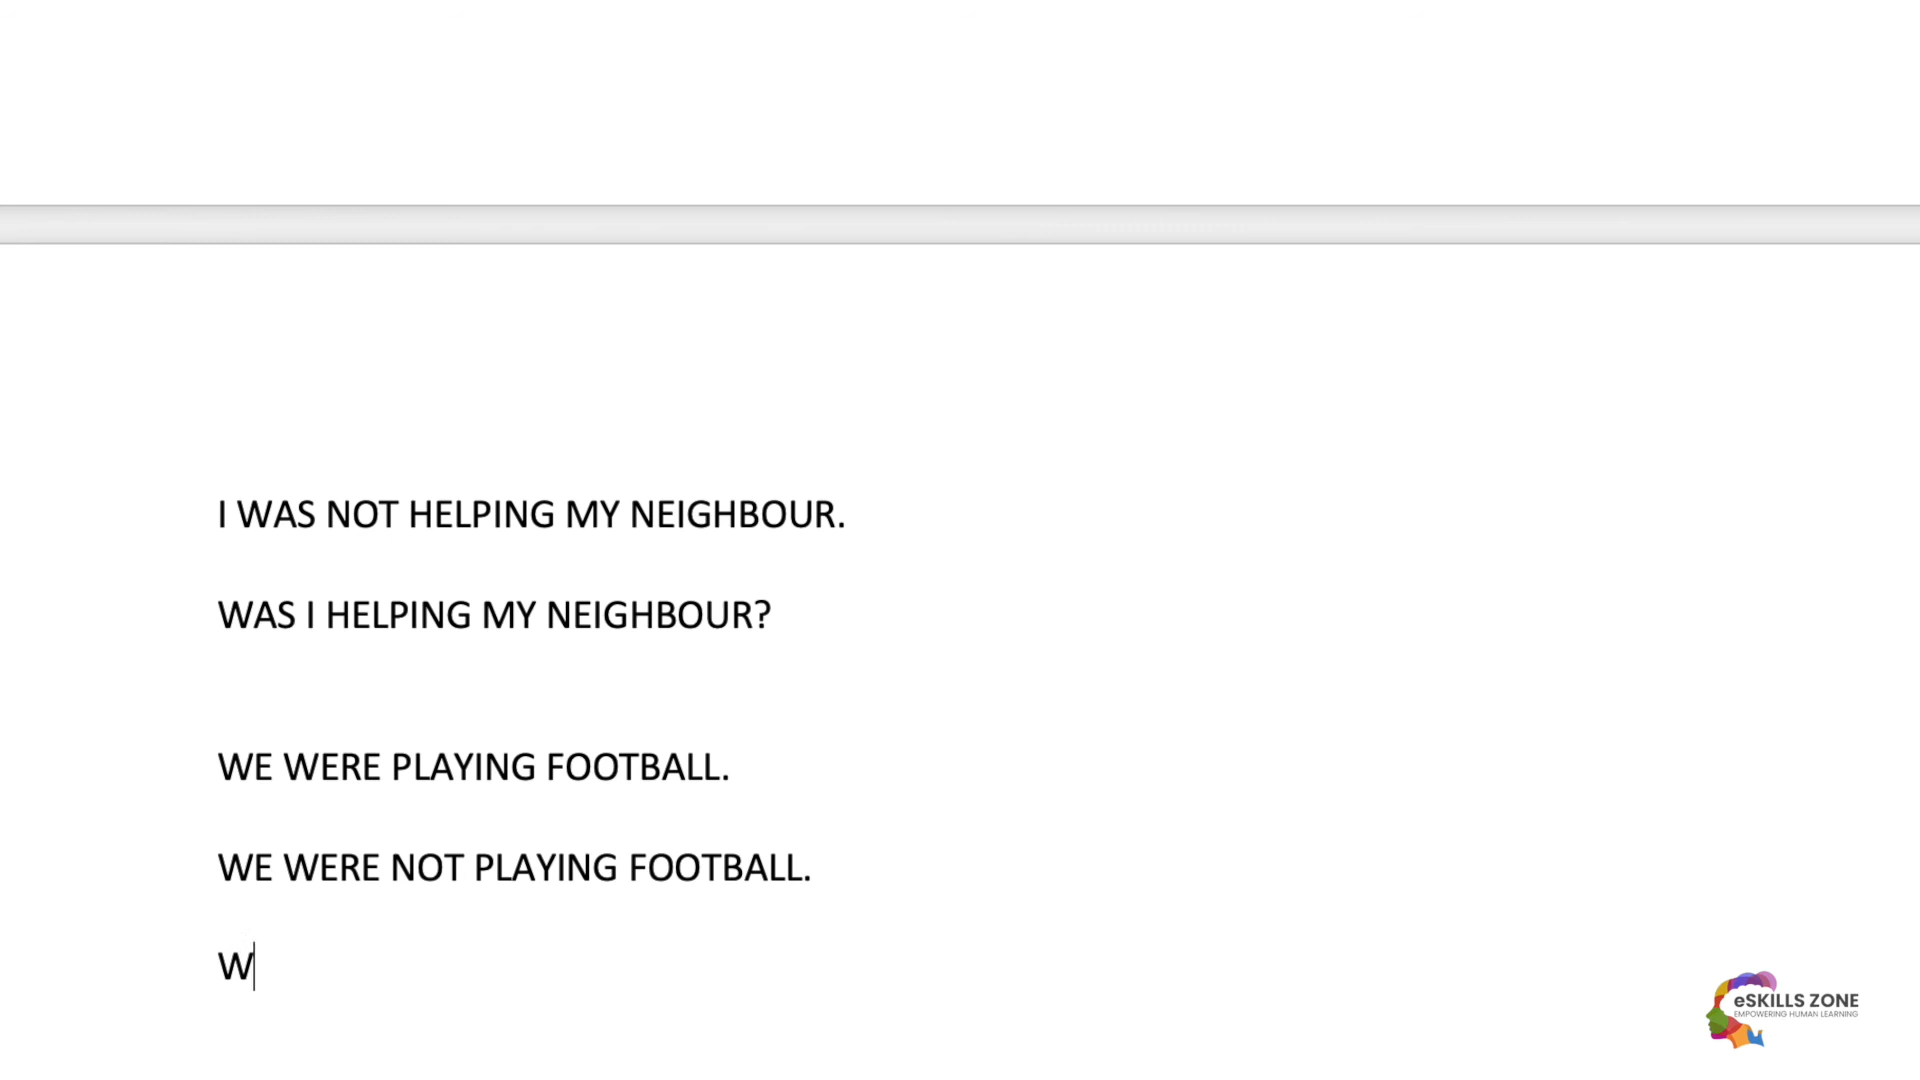 I WAS NOT HELPING MY NEIGHBOUR.
WAS I HELPING MY NEIGHBOUR?
WE WERE PLAYING FOOTBALL.
WE WERE NOT PLAYING FOOTBALL.
W
eSKILLS ZONE
EMPOWERING HUMAN LEARNING